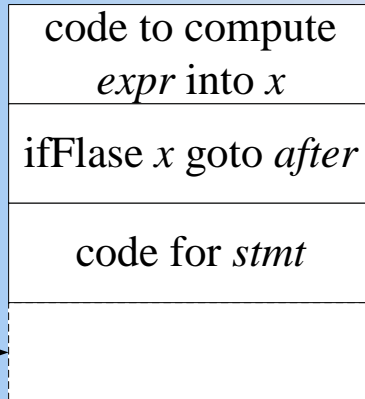 code to compute
expr into x
ifFlase x goto after
code for stmt